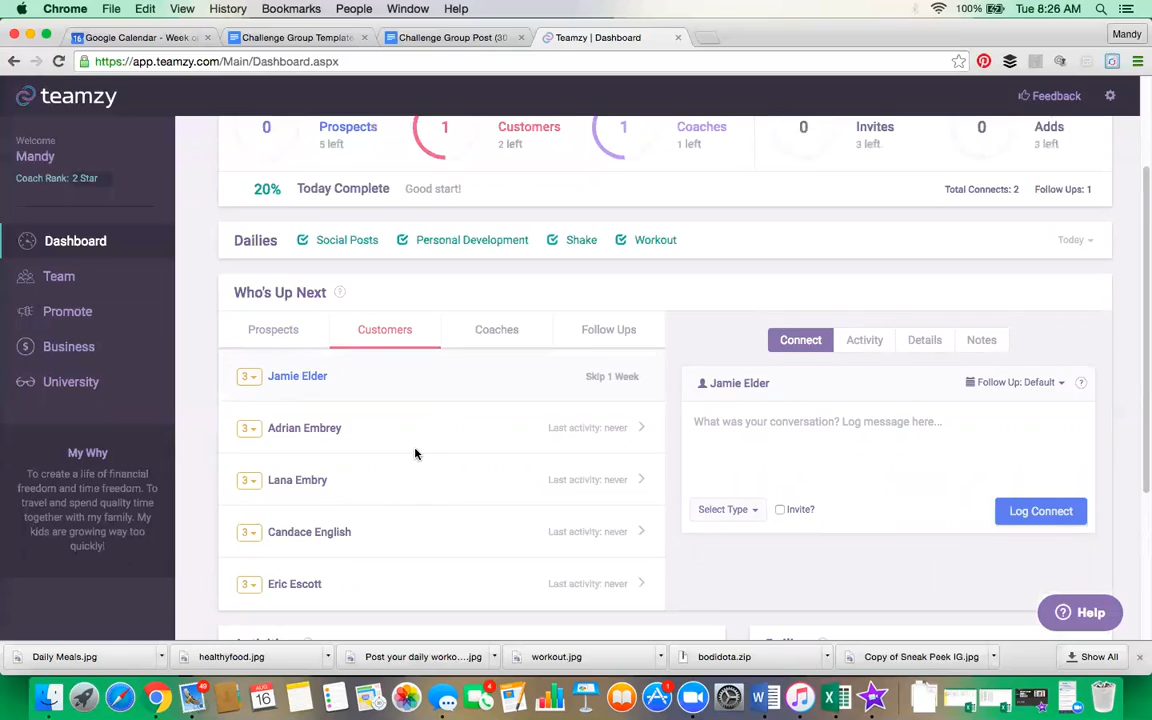 Chrome File Edit View History Bookmarks People Window Help 100% Tue 8:26 AM
Google Calendar - Week o
Challenge Group Template
Challenge Group Post (30
Teamzy | Dashboard
Mandy
https://app.teamzy.com/Main/Dashboard.aspx
teamzy
Feedback
Welcome
Mandy
Coach Rank: 2 Star
Dashboard
Team
Promote
Business
University
My Why
To create a life of financial
freedom and time freedom. To
travel and spend quality time
together with my family. My
kids are growing way too
quickly!
0 Prospects 1 Customers 1 Coaches 0 Invites 0 Adds
5 left 2 left 1 left 3 left 3 left
20% Today Complete Good start! Total Connects: 2 Follow Ups: 1
Dailies Social Posts Personal Development Shake Workout Today
Who's Up Next ?
Prospects Customers Coaches Follow Ups
3 Jamie Elder Skip 1 Week
3 Adrian Embrey Last activity: never
3 Lana Embry Last activity: never
3 Candace English Last activity: never
3 Eric Escott Last activity: never
Connect Activity Details Notes
Jamie Elder Follow Up: Default ?
What was your conversation? Log message here...
Select Type Invite? Log Connect
? Help
Daily Meals.jpg healthyfood.jpg Post your daily worko....jpg workout.jpg bodidota.zip Copy of Sneak Peek IG.jpg Show All
49 AUG 16 4 1